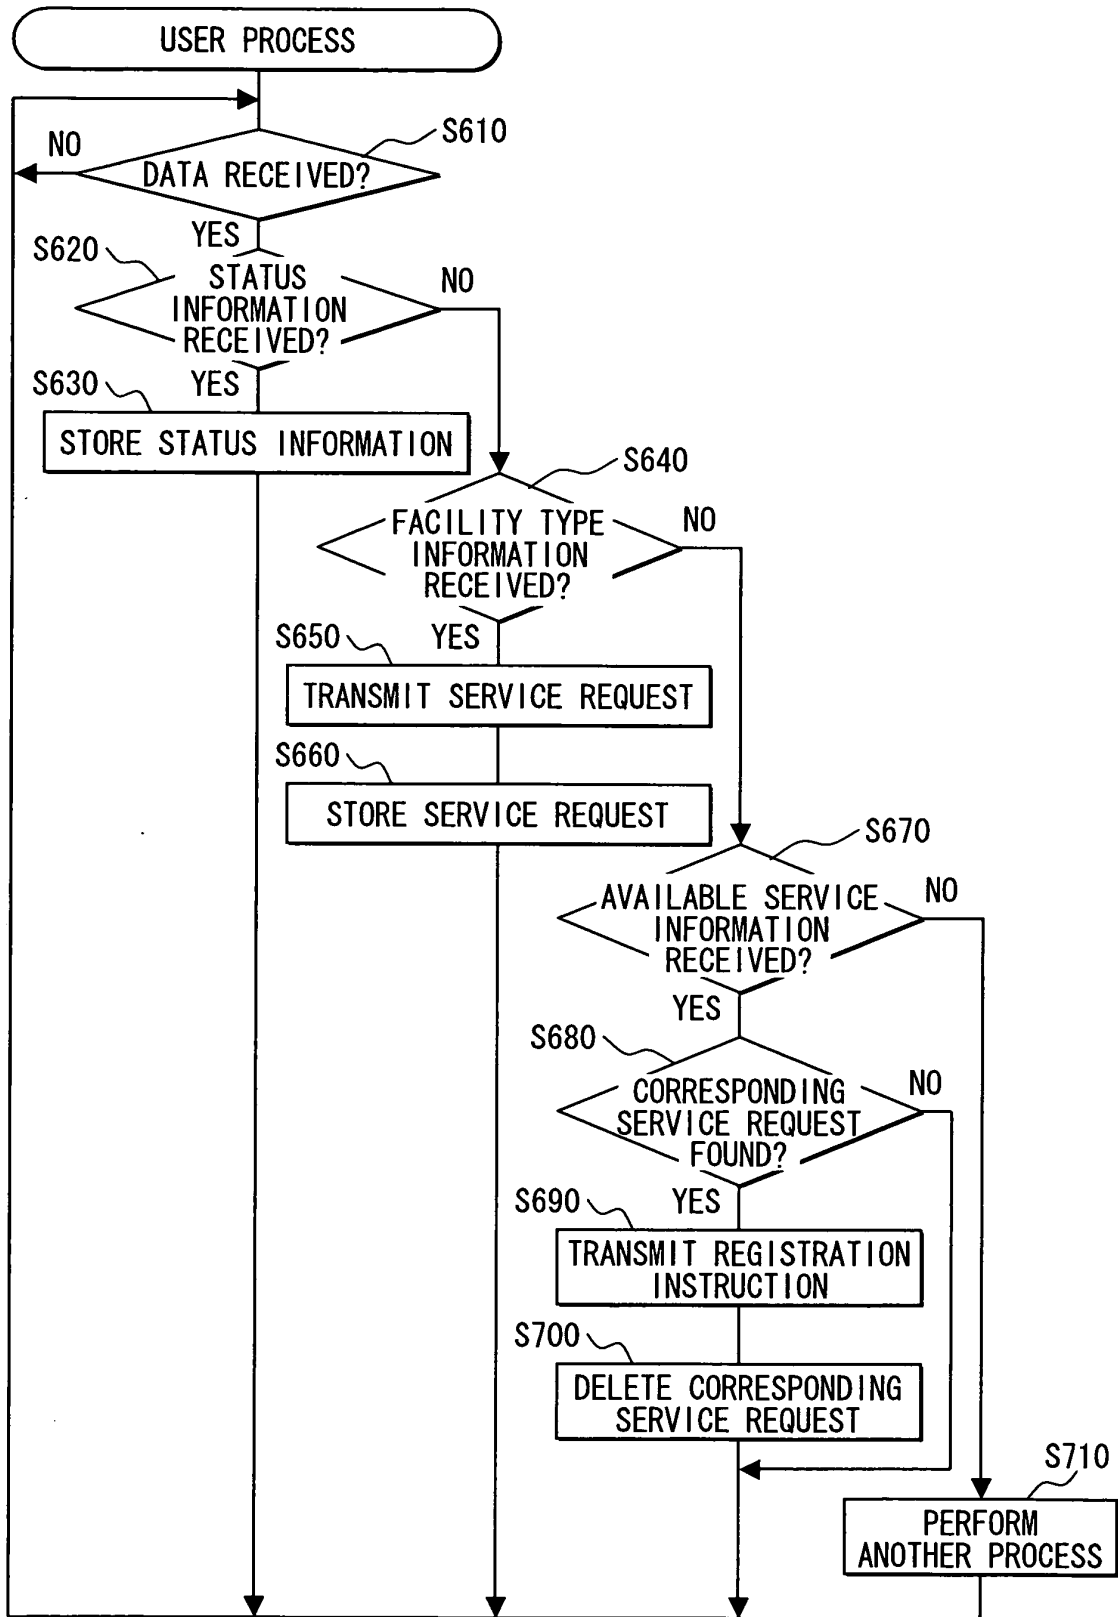 USER PROCESS
S610
NO
DATA RECEIVED?
YES
S620
STATUS
INFORMATION
RECEIVED?
NO
YES
S630
STORE STATUS INFORMATION
S640
FACILITY TYPE
INFORMATION
RECEIVED?
NO
YES
S650
TRANSMIT SERVICE REQUEST
S660
STORE SERVICE REQUEST
S670
AVAILABLE SERVICE
INFORMATION
RECEIVED?
NO
YES
S680
CORRESPONDING
SERVICE REQUEST
FOUND?
NO
YES
S690
TRANSMIT REGISTRATION
INSTRUCTION
S700
DELETE CORRESPONDING
SERVICE REQUEST
S710
PERFORM
ANOTHER PROCESS